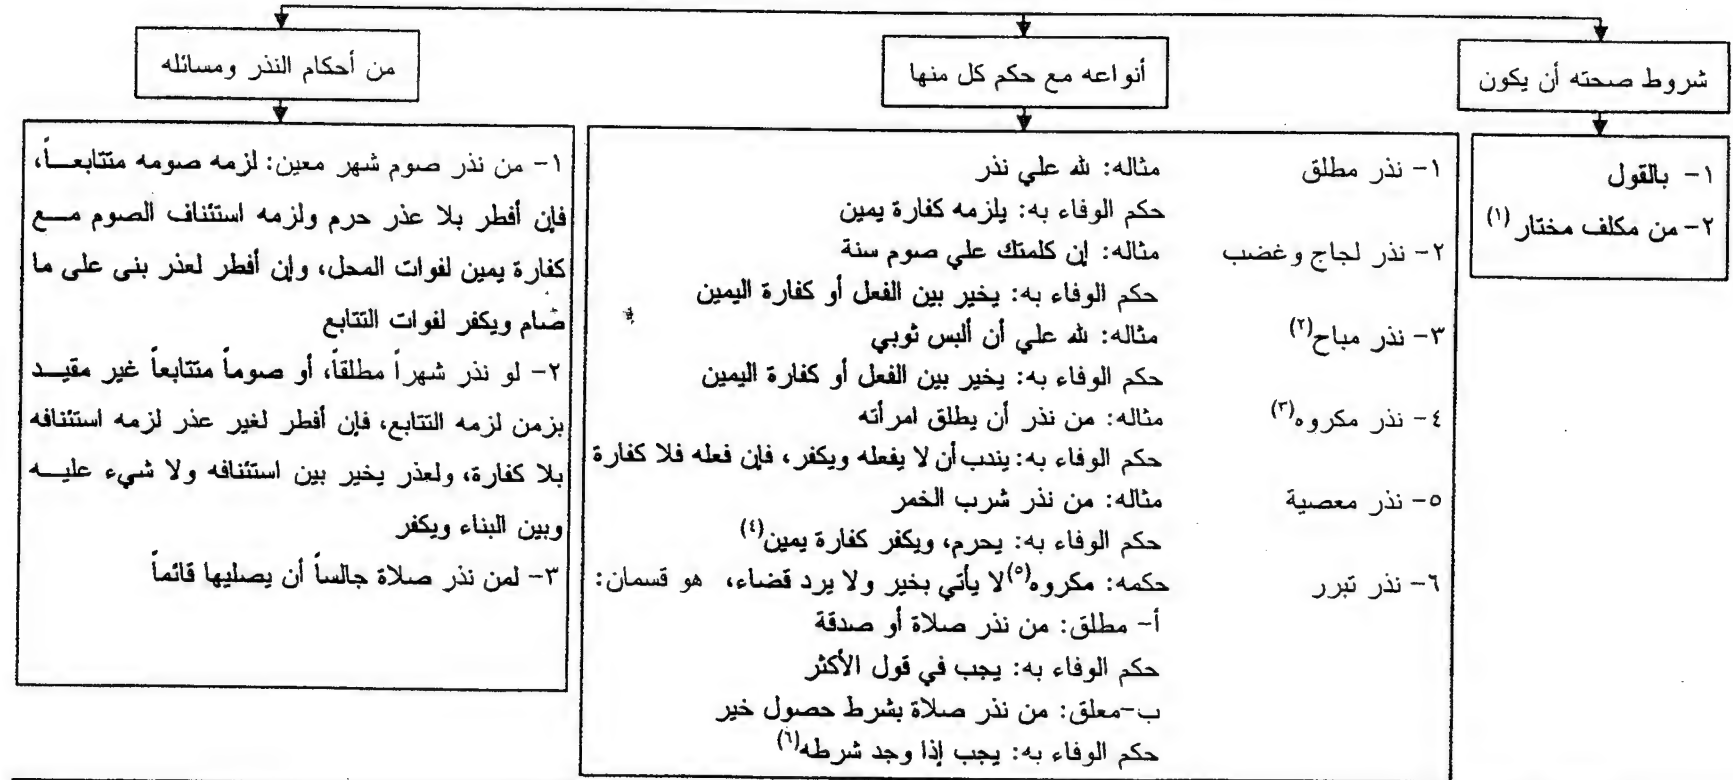 شروط صحته أن يكون
١- بالقول
٢- من مكلف مختار (١)
أنواعه مع حكم كل منها
١- نذر مطلق مثاله: لله علي نذر
حكم الوفاء به: يلزمه كفارة يمين
٢- نذر لجاج وغضب مثاله: إن كلمتك علي صوم سنة
حكم الوفاء به: يخير بين الفعل أو كفارة اليمين
٣- نذر مباح(٢) مثاله: لله علي أن ألبس ثوبي
حكم الوفاء به: يخير بين الفعل أو كفارة اليمين
٤- نذر مكروه(٣) مثاله: من نذر أن يطلق امرأته
حكم الوفاء به: يندب أن لا يفعله ويكفر، فإن فعله فلا كفارة
٥- نذر معصية مثاله: من نذر شرب الخمر
حكم الوفاء به: يحرم، ويكفر كفارة يمين(٤)
٦- نذر تبرر حكمه: مكروه(٥) لا يأتي بخير ولا يرد قضاء، هو قسمان:
أ- مطلق: من نذر صلاة أو صدقة
حكم الوفاء به: يجب في قول الأكثر
ب-معلق: من نذر صلاة بشرط حصول خير
حكم الوفاء به: يجب إذا وجد شرطه(٦)
من أحكام النذر ومسائله
١- من نذر صوم شهر معين: لزمه صومه متتابعــاً،
فإن أفطر بلا عذر حرم ولزمه استئناف الصوم مــع
كفارة يمين لفوات المحل، وإن أفطر لعذر بنى على ما
صام ويكفر لفوات التتابع
٢- لو نذر شهراً مطلقاً، أو صوماً متتابعاً غير مقيــد
بزمن لزمه التتابع، فإن أفطر لغير عذر لزمه استئنافه
بلا كفارة، ولعذر يخير بين استئنافه ولا شيء عليــه
وبين البناء ويكفر
٣- لمن نذر صلاة جالساً أن يصليها قائماً